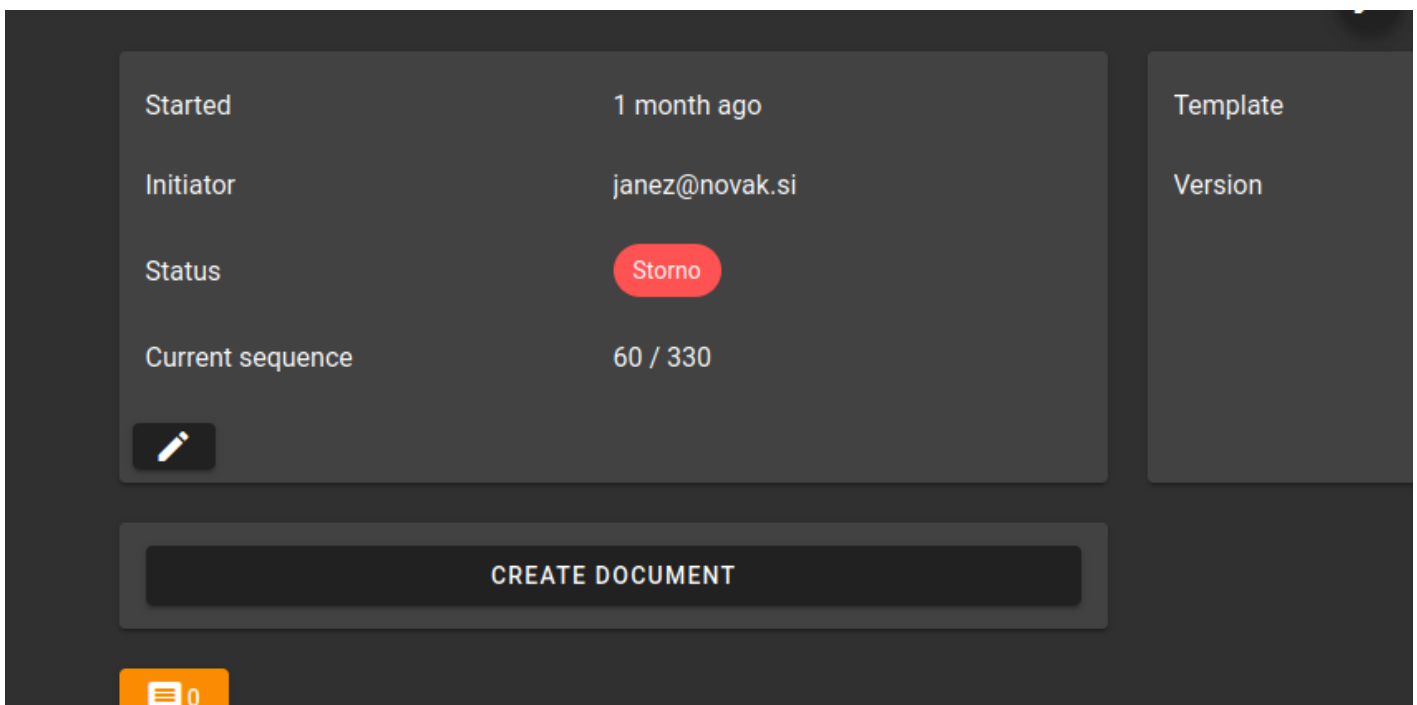 Started 1 month ago
Initiator janez@novak.si
Status Storno
Current sequence 60 / 330
Template
Version
CREATE DOCUMENT
0